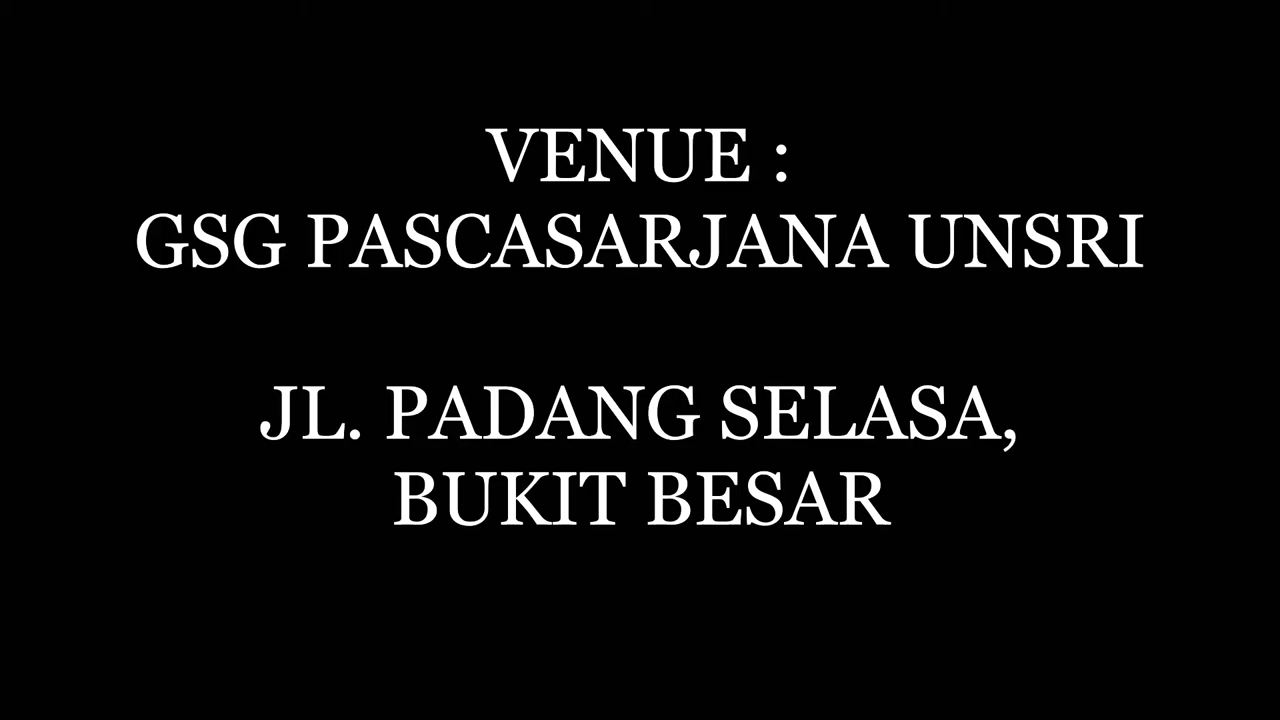 VENUE :
GSG PASCASARJANA UNSRI
JL. PADANG SELASA,
BUKIT BESAR